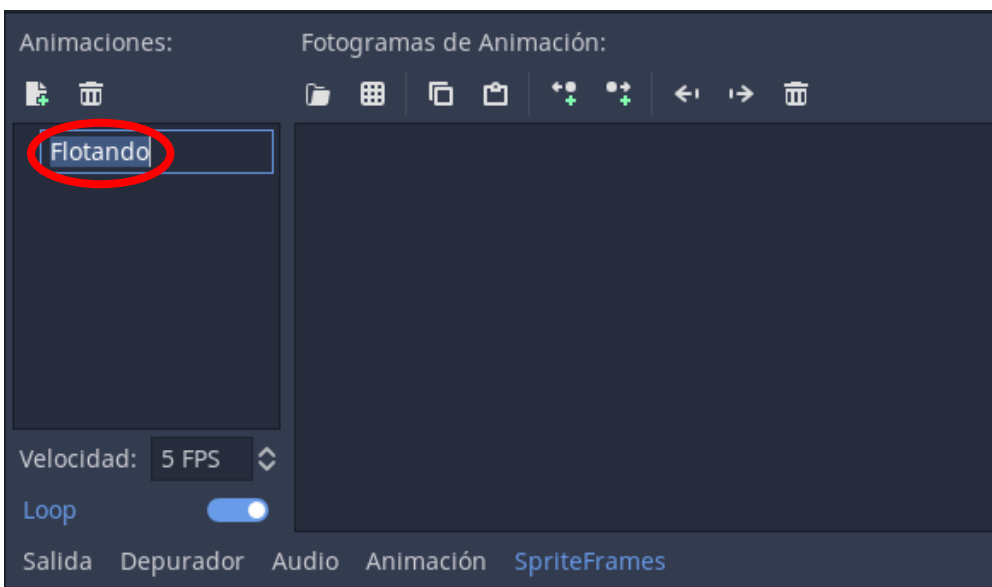 Animaciones:
Fotogramas de Animación:
Flotando
Velocidad: 5 FPS
Loop
Salida Depurador Audio Animación SpriteFrames